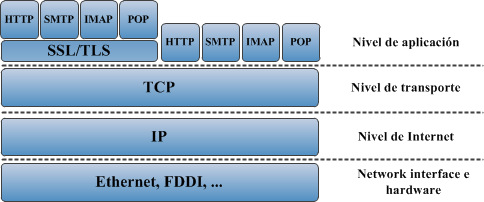 HTTP SMTP IMAP POP
HTTP SMTP IMAP POP
Nivel de aplicación
SSL/TLS
TCP
Nivel de transporte
IP
Nivel de Internet
Ethernet, FDDI, ...
Network interface e
hardware